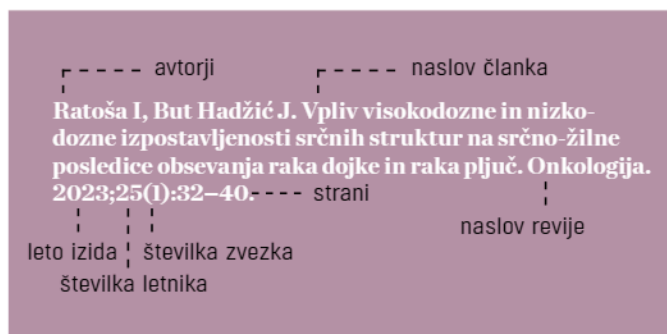 avtorji
naslov članka
Ratoša I, But Hadžić J. Vpliv visokodozne in nizko-
dozne izpostavljenosti srčnih struktur na srčno-žilne
posledice obsevanja raka dojke in raka pljuč. Onkologija.
2023;25(1):32–40.
strani
naslov revije
leto izida
številka zvezka
številka letnika